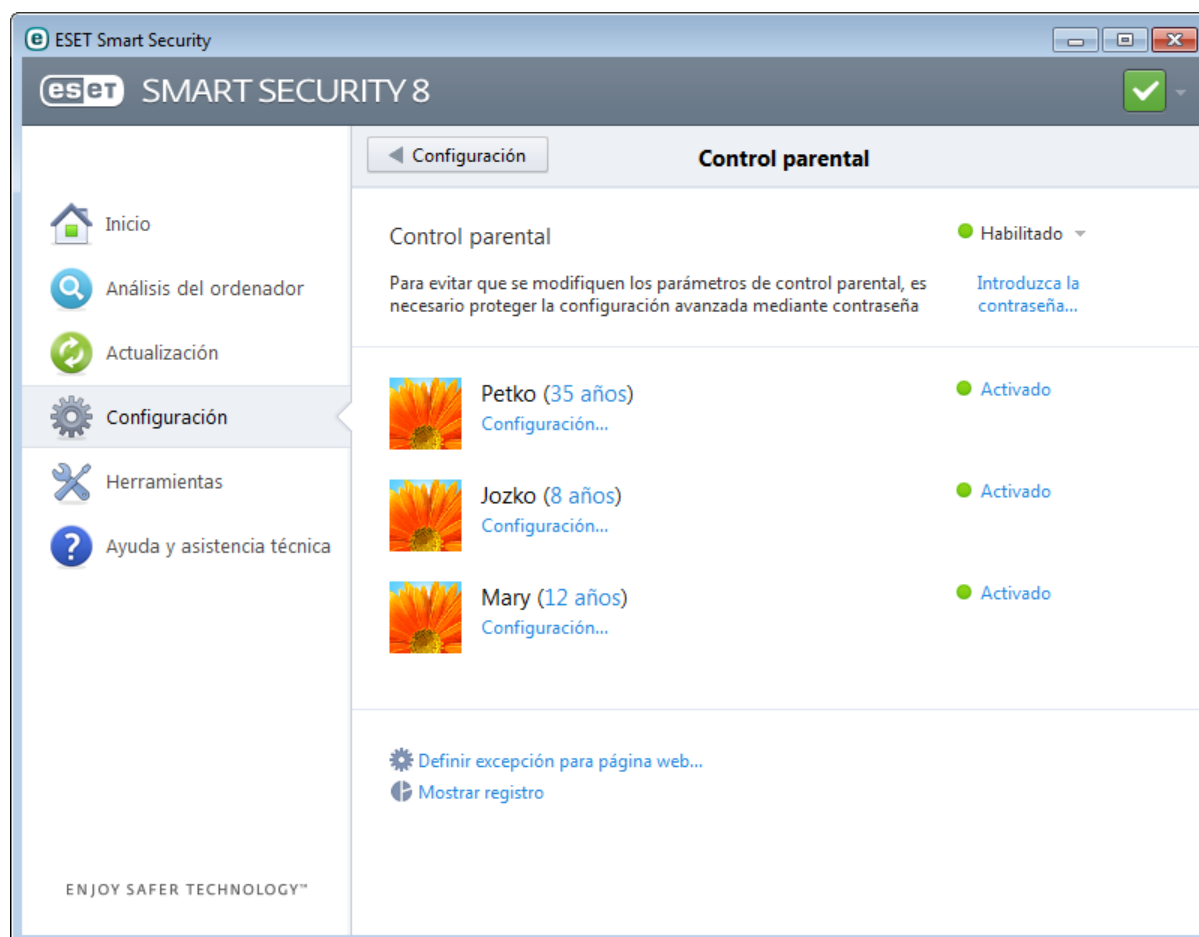 ESET Smart Security
eset SMART SECURITY 8
Configuración
Control parental
Inicio
Análisis del ordenador
Actualización
Configuración
Herramientas
Ayuda y asistencia técnica
ENJOY SAFER TECHNOLOGY™
Control parental
Habilitado
Para evitar que se modifiquen los parámetros de control parental, es
necesario proteger la configuración avanzada mediante contraseña
Introduzca la
contraseña...
Petko (35 años)
Configuración...
Activado
Jozko (8 años)
Configuración...
Activado
Mary (12 años)
Configuración...
Activado
Definir excepción para página web...
Mostrar registro